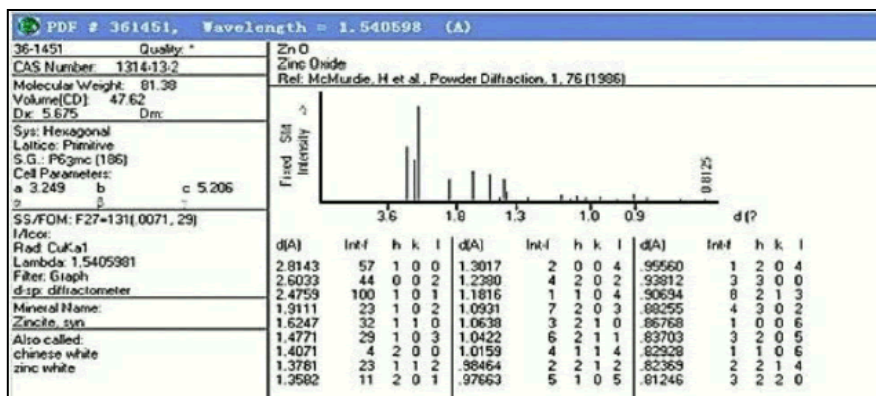 PDF # 361451, Wavelength = 1.540598 (A)
36-1451 Quality: *
CAS Number: 1314-13-2
Molecular Weight: 81.38
Volume[CD]: 47.62
Dx: 5.675 Dm:
Sys: Hexagonal
Lattice: Primitive
S.G.: P63mc (186)
Cell Parameters:
a 3.249 b c 5.206
SS/FOM: F27=131(.0071, 29)
I/Icor:
Rad: CuKa1
Lambda: 1.5405981
Filter: Graph
d-sp: diffractometer
Mineral Name:
Zincite, syn
Also called:
chinese white
zinc white
Zn O
Zinc Oxide
Ref: McMurdie, H et al., Powder Diffraction, 1, 76 (1986)
Fixed Slit
Intensity ->
0.8125
3.6 1.8 1.3 1.0 0.9 d(?
d(A) Int-f h k l d(A) Int-f h k l d(A) Int-f h k l
2.8143 57 1 0 0 1.3017 2 0 0 4 .95560 1 2 0 4
2.6033 44 0 0 2 1.2380 4 2 0 2 .93812 3 3 0 0
2.4759 100 1 0 1 1.1816 1 1 0 4 .90694 8 2 1 3
1.9111 23 1 0 2 1.0931 7 2 0 3 .88255 4 3 0 2
1.6247 32 1 1 0 1.0638 3 2 1 0 .86768 1 0 0 6
1.4771 29 1 0 3 1.0422 6 2 1 1 .83703 3 2 0 5
1.4071 4 2 0 0 1.0159 4 1 1 4 .82928 1 1 0 6
1.3781 23 1 1 2 .98464 2 2 1 2 .82369 2 2 1 4
1.3582 11 2 0 1 .97663 5 1 0 5 .81246 3 2 2 0